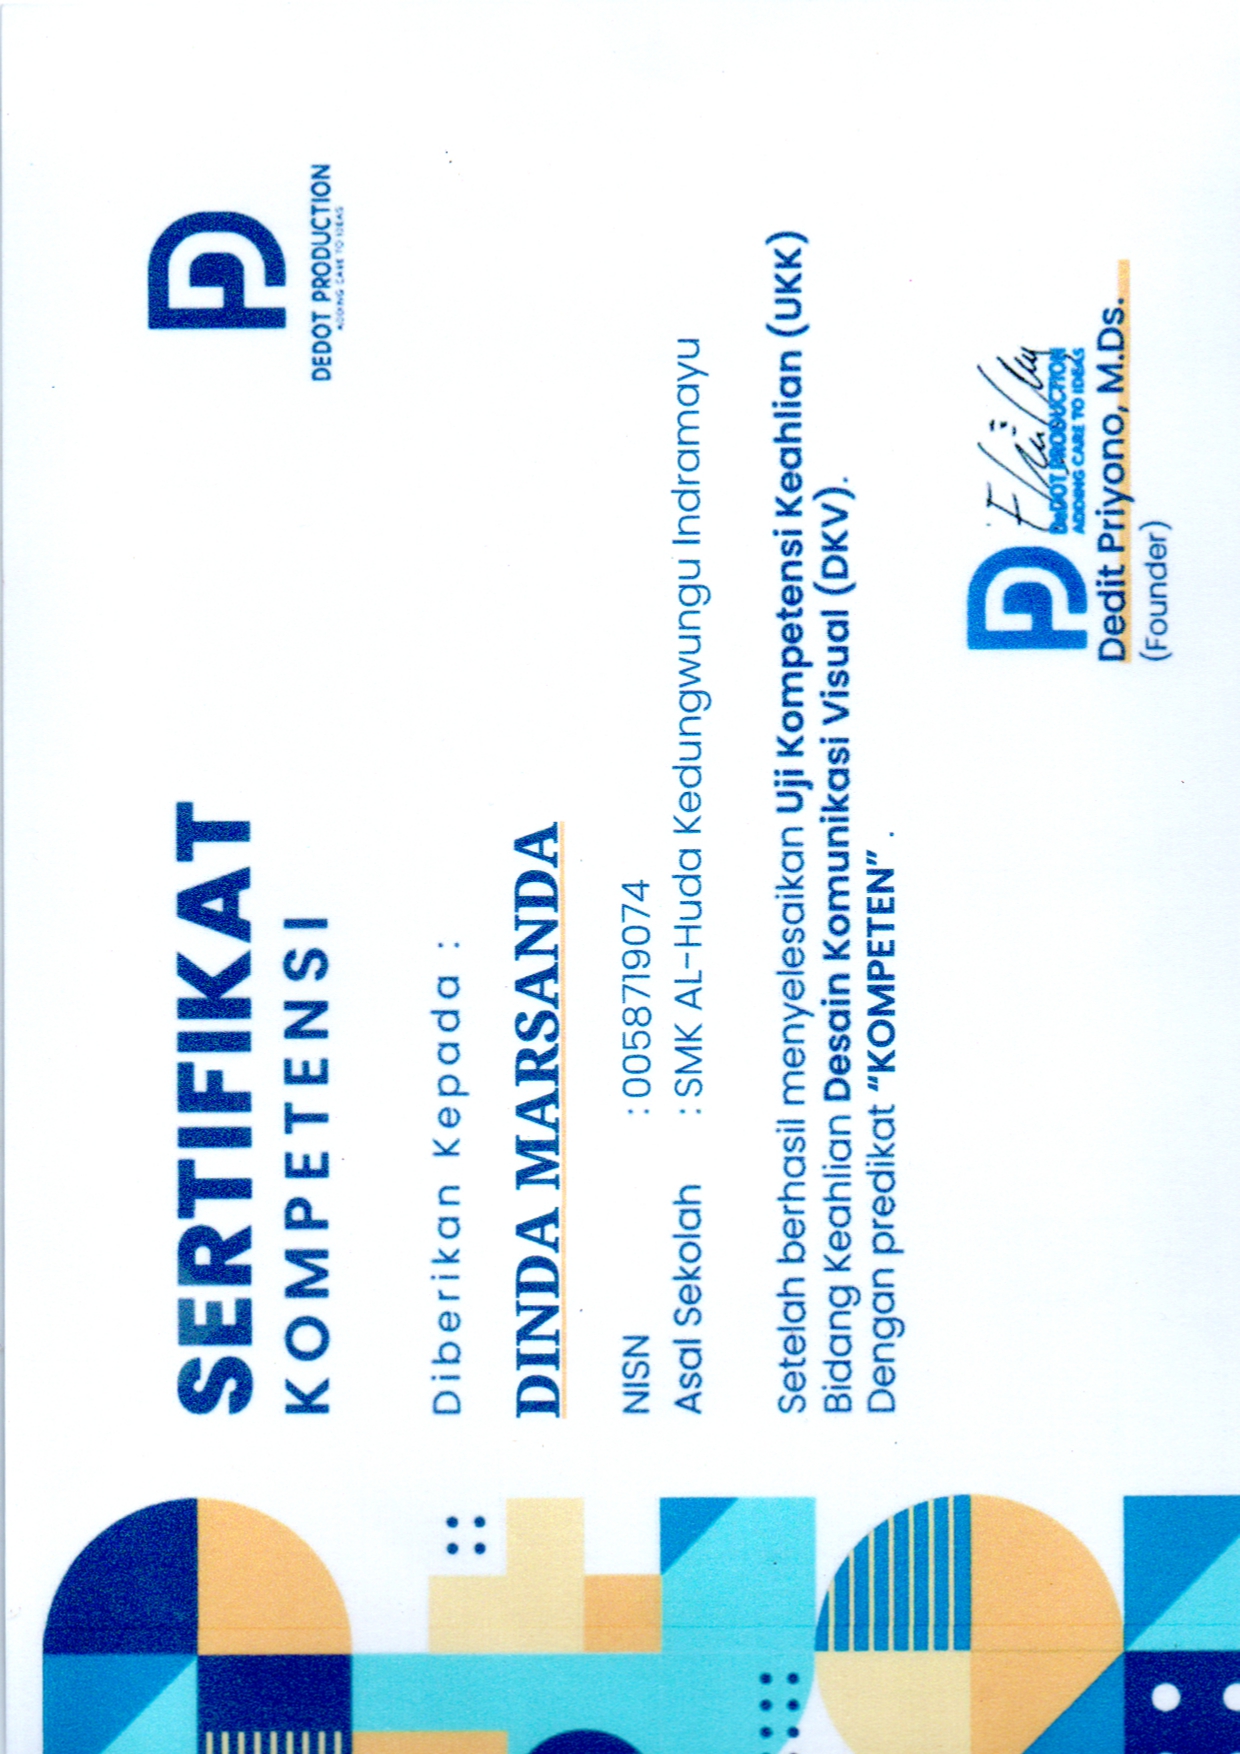 DEDOT PRODUCTION
ADDING CARE TO IDEAS
SERTIFIKAT
KOMPETENSI
Diberikan Kepada :
DINDA MARSANDA
NISN : 0058719074
Asal Sekolah : SMK AL-Huda Kedungwungu Indramayu
Setelah berhasil menyelesaikan Uji Kompetensi Keahlian (UKK)
Bidang Keahlian Desain Komunikasi Visual (DKV).
Dengan predikat “KOMPETEN” .
DeDOT PRODUCTION
ADDING CARE TO IDEAS
Dedit Priyono, M.Ds.
(Founder)